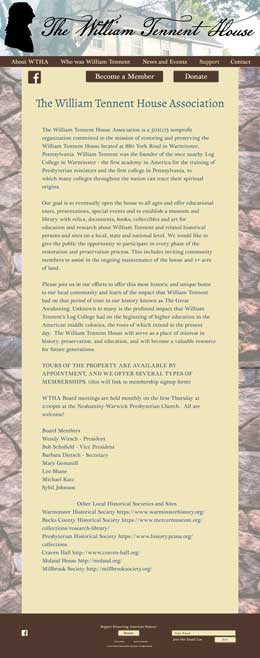 The William Tennent House
About WTHA Who was William Tennent News and Events Support Contact
Become a Member Donate
The William Tennent House Association
The William Tennent House Association is a 501(c)3 nonprofit
organization committed to the mission of restoring and preserving the
William Tennent House located at 880 York Road in Warminster,
Pennsylvania. William Tennent was the founder of the once nearby Log
College in Warminster - the first academy in America for the training of
Presbyterian ministers and the first college in Pennsylvania, to
which many colleges throughout the nation can trace their spiritual
origins.
Our goal is to eventually open the house to all ages and offer educational
tours, presentations, special events and to establish a museum and
library with relics, documents, books, collectibles and art for
education and research about William Tennent and related historical
persons and sites on a local, state and national level. We would like to
give the public the opportunity to participate in every phase of the
restoration and preservation process. This includes inviting community
members to assist in the ongoing maintenance of the house and 1+ acre
of land.
Please join us in our efforts to offer this most historic and unique home
in our local community and learn of the impact that William Tennent
had on that period of time in our history known as The Great
Awakening. Unknown to many is the profound impact that William
Tennent's Log College had on the beginning of higher education in the
American middle colonies, the roots of which extend to the present
day. The William Tennent House will serve as a place of interest in
history, preservation, and education, and will become a valuable resource
for future generations.
TOURS OF THE PROPERTY ARE AVAILABLE BY
APPOINTMENT, AND WE OFFER SEVERAL TYPES OF
MEMBERSHIPS. (this will link to membership signup form)
WTHA Board meetings are held monthly on the first Thursday at
at the Neshaminy-Warwick Presbyterian Church. All are
welcome!
Board Members
Wendy Wirsch - President
Bob Schofield - Vice President
Barbara Dietsch - Secretary
Mary Gemmill
Leo Shane
Michael Katz
Sybil Johnson
Other Local Historical Societies and Sites
Warminster Historical Society https://www.warminsterhistory.org/
Bucks County Historical Society https://www.mercermuseum.org/
collections/research-library/
Presbyterian Historical Society https://www.history.pcusa.org/
collections
Craven Hall http://www.craven-hall.org/
Moland House http://moland.org/
Millbrook Society http://millbrooksociety.org/
Support Preserving American History!
Donate
Join Our Email List